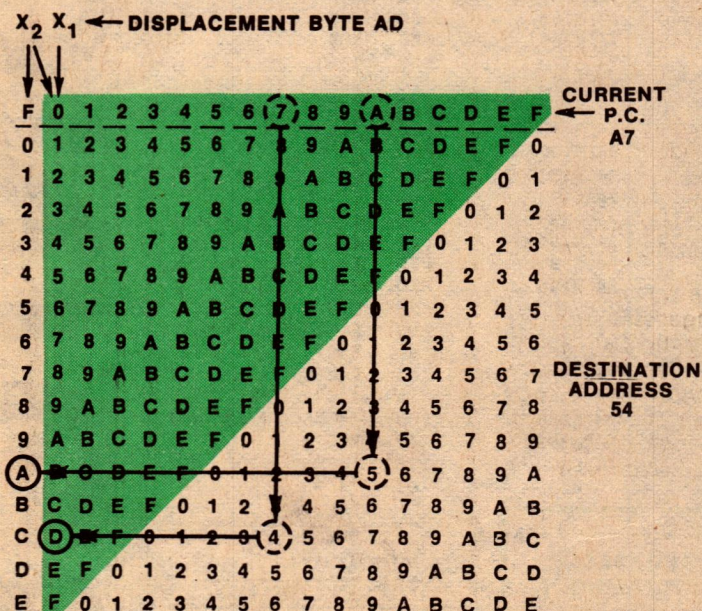 X2 X1 ← DISPLACEMENT BYTE AD
F 0 1 2 3 4 5 6 7 8 9 A B C D E F
CURRENT
P.C.
A7
0 1 2 3 4 5 6 7 8 9 A B C D E F 0
1 2 3 4 5 6 7 8 9 A B C D E F 0 1
2 3 4 5 6 7 8 9 A B C D E F 0 1 2
3 4 5 6 7 8 9 A B C D E F 0 1 2 3
4 5 6 7 8 9 A B C D E F 0 1 2 3 4
5 6 7 8 9 A B C D E F 0 1 2 3 4 5
6 7 8 9 A B C D E F 0 1 2 3 4 5 6
7 8 9 A B C D E F 0 1 2 3 4 5 6 7
8 9 A B C D E F 0 1 2 3 4 5 6 7 8
9 A B C D E F 0 1 2 3 5 6 7 8 9
A B C D E F 0 1 2 3 4 5 6 7 8 9 A
B C D E F 0 1 2 3 4 5 6 7 8 9 A B
C D E F 0 1 2 3 4 5 6 7 8 9 A B C
D E F 0 1 2 3 4 5 6 7 8 9 A B C D
E F 0 1 2 3 4 5 6 7 8 9 A B C D E
DESTINATION
ADDRESS
54